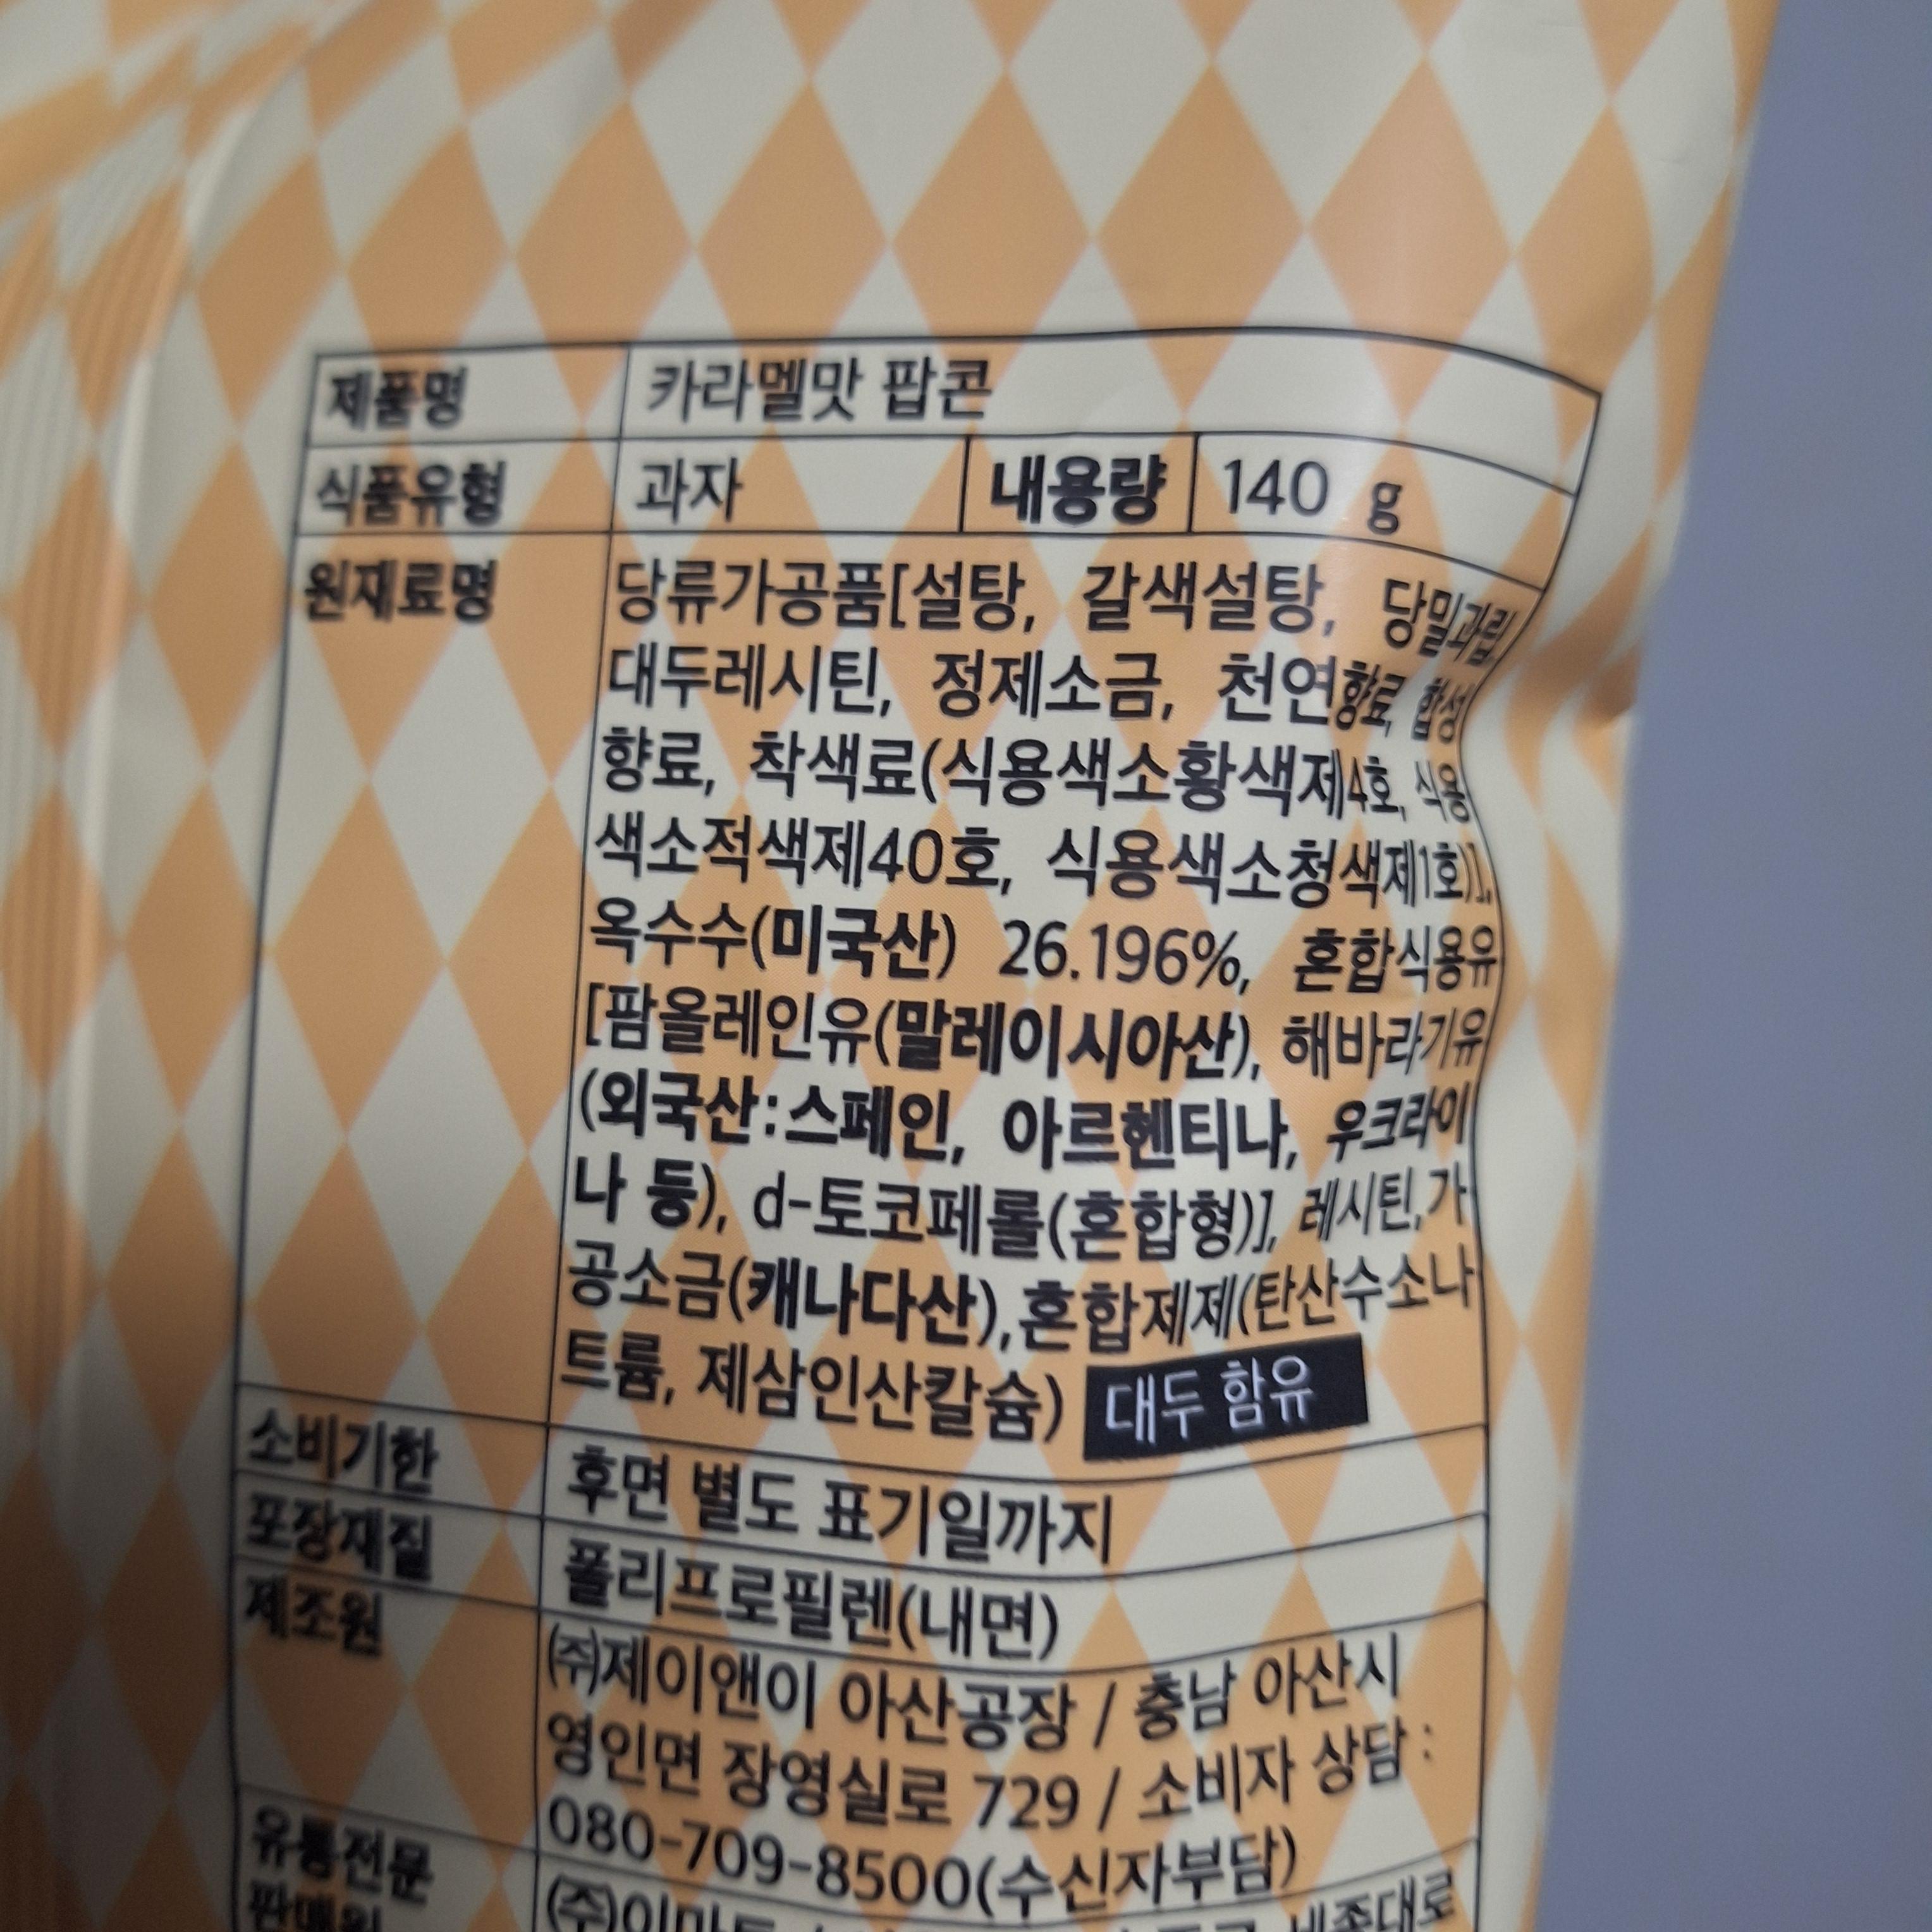 제품명 카라멜맛 팝콘
식품유형 과자 내용량 140 g
원재료명 당류가공품[설탕, 갈색설탕, 당밀과립,
대두레시틴, 정제소금, 천연향료, 합성
향료, 착색료(식용색소황색제4호, 식용
색소적색제40호, 식용색소청색제1호)],
옥수수(미국산) 26.196%, 혼합식용유
[팜올레인유(말레이시아산), 해바라기유
(외국산:스페인, 아르헨티나, 우크라이
나 등), d-토코페롤(혼합형)], 레시틴,가
공소금(캐나다산),혼합제제(탄산수소나
트륨, 제삼인산칼슘) 대두 함유
소비기한 후면 별도 표기일까지
포장재질 폴리프로필렌(내면)
제조원 ㈜제이앤이 아산공장 / 충남 아산시
영인면 장영실로 729 / 소비자 상담 :
080-709-8500(수신자부담)
유통전문
판매원 (주)이마트 / 세종대로